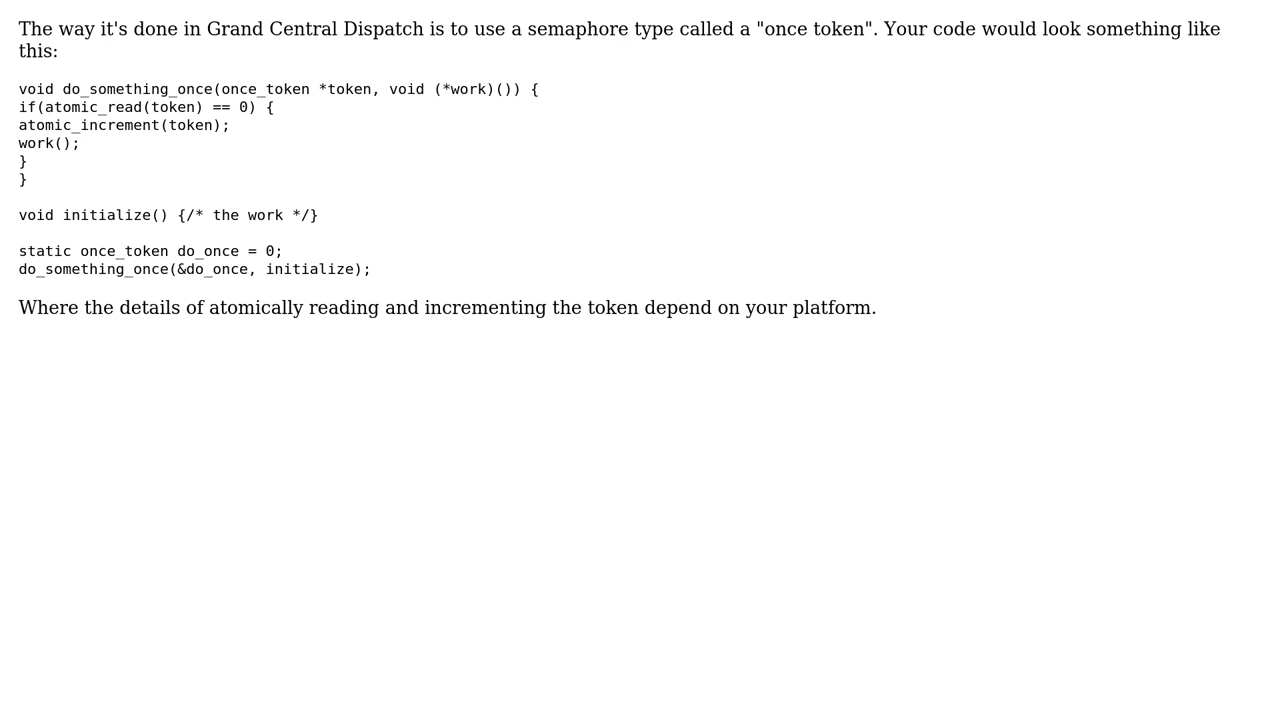 The way it's done in Grand Central Dispatch is to use a semaphore type called a "once token". Your code would look something like
this:
void do_something_once(once_token *token, void (*work)()) {
if(atomic_read(token) == 0) {
atomic_increment(token);
work();
}
}
void initialize() {/* the work */}
static once_token do_once = 0;
do_something_once(&do_once, initialize);
Where the details of atomically reading and incrementing the token depend on your platform.